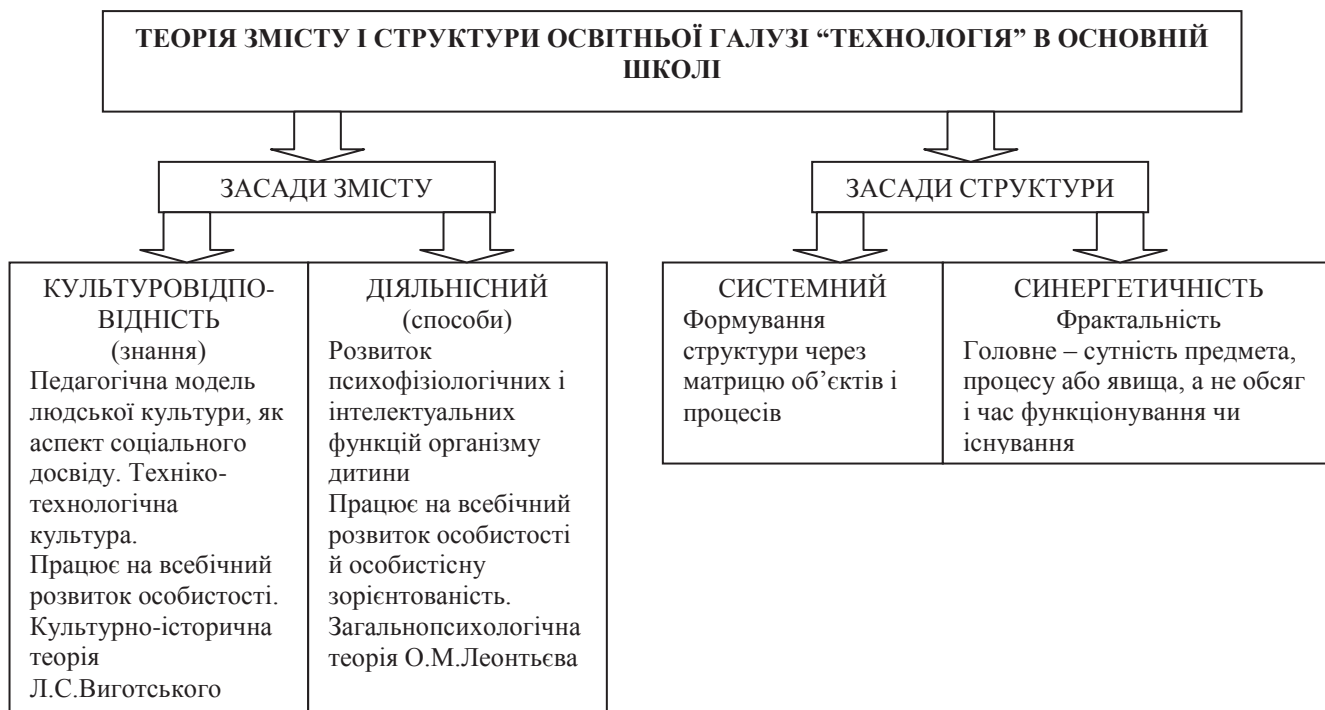 ТЕОРІЯ ЗМІСТУ І СТРУКТУРИ ОСВІТНЬОЇ ГАЛУЗІ “ТЕХНОЛОГІЯ” В ОСНОВНІЙ
ШКОЛІ
ЗАСАДИ ЗМІСТУ
ЗАСАДИ СТРУКТУРИ
КУЛЬТУРОВІДПО-
ВІДНІСТЬ
(знання)
Педагогічна модель
людської культури, як
аспект соціального
досвіду. Техніко-
технологічна
культура.
Працює на всебічний
розвиток особистості.
Культурно-історична
теорія
Л.С.Виготського
ДІЯЛЬНІСНИЙ
(способи)
Розвиток
психофізіологічних і
інтелектуальних
функцій організму
дитини
Працює на всебічний
розвиток особистості
й особистісну
зорієнтованість.
Загальнопсихологічна
теорія О.М.Леонтьєва
СИСТЕМНИЙ
Формування
структури через
матрицю об’єктів і
процесів
СИНЕРГЕТИЧНІСТЬ
Фрактальність
Головне – сутність предмета,
процесу або явища, а не обсяг
і час функціонування чи
існування